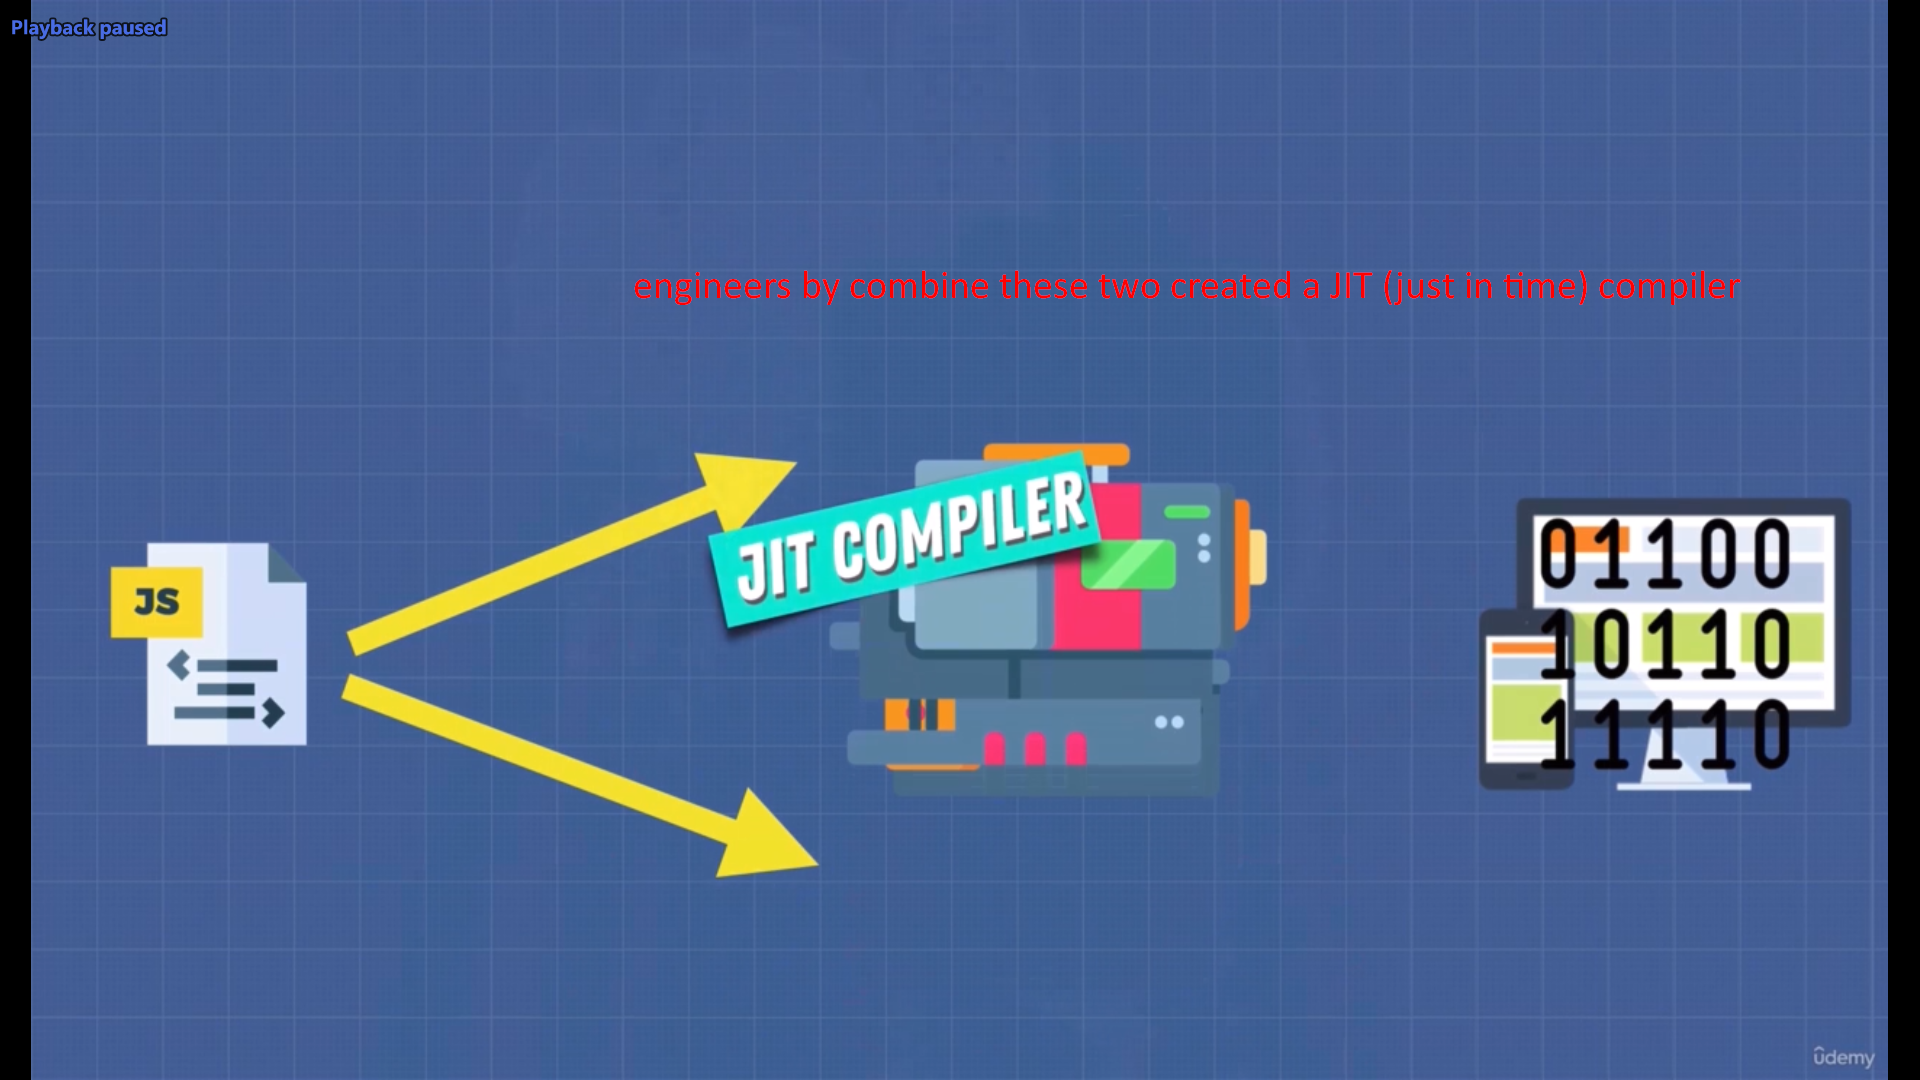 Playback paused
engineers by combine these two created a JIT (just in time) compiler
JIT COMPILER
JS
01100
10110
11110
ûdemy